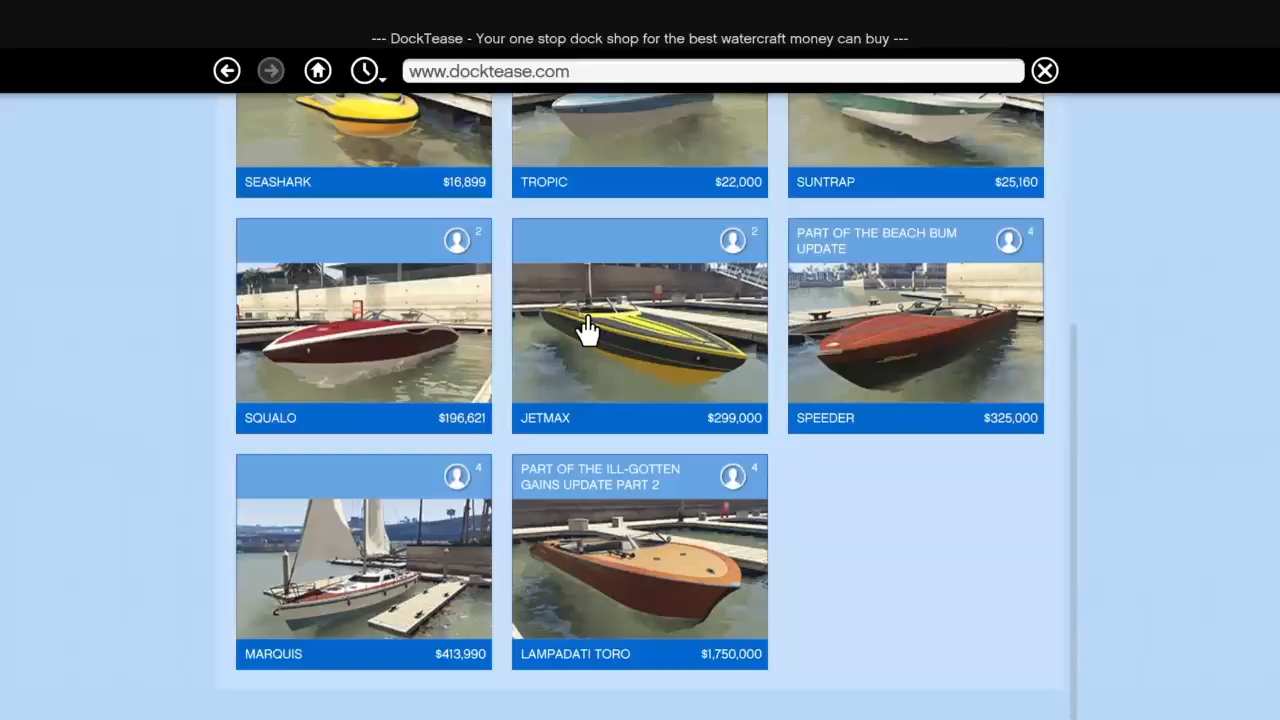 --- DockTease - Your one stop dock shop for the best watercraft money can buy ---
www.docktease.com
SEASHARK $16,899
TROPIC $22,000
SUNTRAP $25,160
2
2
PART OF THE BEACH BUM
UPDATE
4
SQUALO $196,621
JETMAX $299,000
SPEEDER $325,000
4
PART OF THE ILL-GOTTEN
GAINS UPDATE PART 2
4
MARQUIS $413,990
LAMPADATI TORO $1,750,000